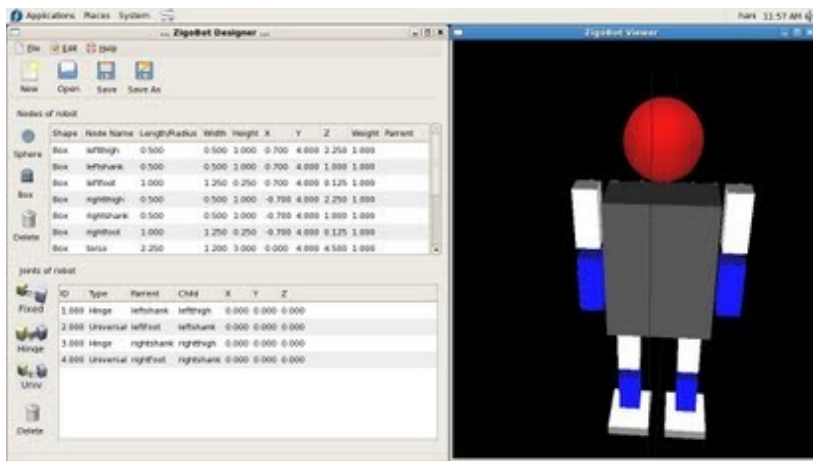 Applications Places System
hani 11:57 AM
... ZigoBot Designer ...
File Edit Help
New Open Save Save As
Nodes of robot
Sphere
Box
Delete
Shape Node Name Length/Radius Width Height X Y Z Weight Parrent
Box leftthigh 0.500 0.500 1.000 0.700 4.000 2.250 1.000
Box leftshank 0.500 0.500 1.000 0.700 4.000 1.000 1.000
Box leftfoot 1.000 1.250 0.250 0.700 4.000 0.125 1.000
Box rightthigh 0.500 0.500 1.000 -0.700 4.000 2.250 1.000
Box rightshank 0.500 0.500 1.000 -0.700 4.000 1.000 1.000
Box rightfoot 1.000 1.250 0.250 -0.700 4.000 0.125 1.000
Box torso 2.250 1.200 3.000 0.000 4.000 4.500 1.000
Joints of robot
Fixed
Hinge
Univ
Delete
ID Type Parrent Child X Y Z
1.000 Hinge leftshank leftthigh 0.000 0.000 0.000
2.000 Universal leftfoot leftshank 0.000 0.000 0.000
3.000 Hinge rightshank rightthigh 0.000 0.000 0.000
4.000 Universal rightfoot rightshank 0.000 0.000 0.000
ZigoBot Viewer